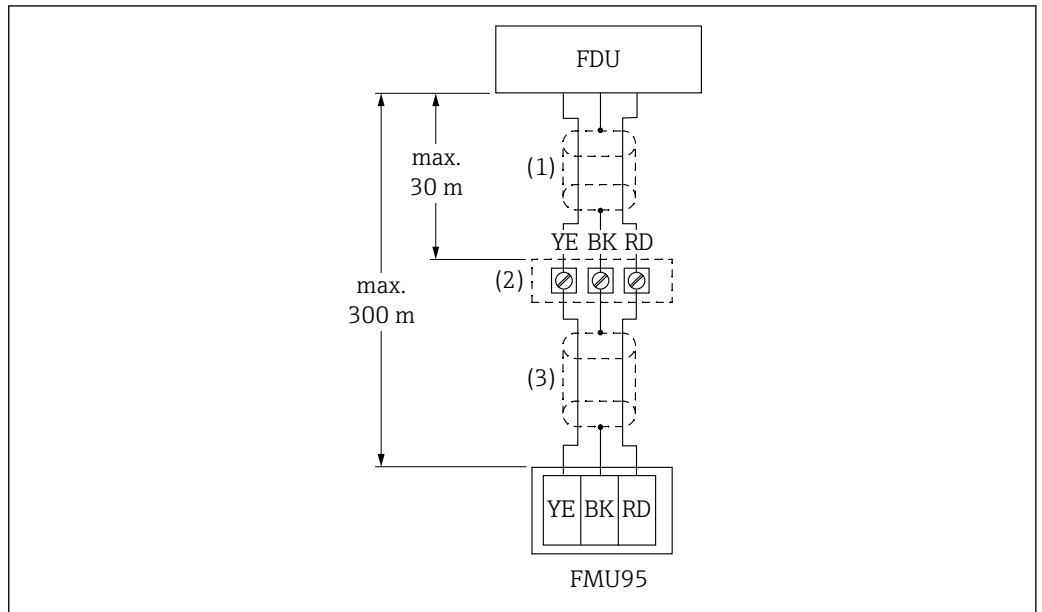 FDU
max.
30 m
(1)
YE BK RD
(2)
max.
300 m
(3)
YE BK RD
FMU95